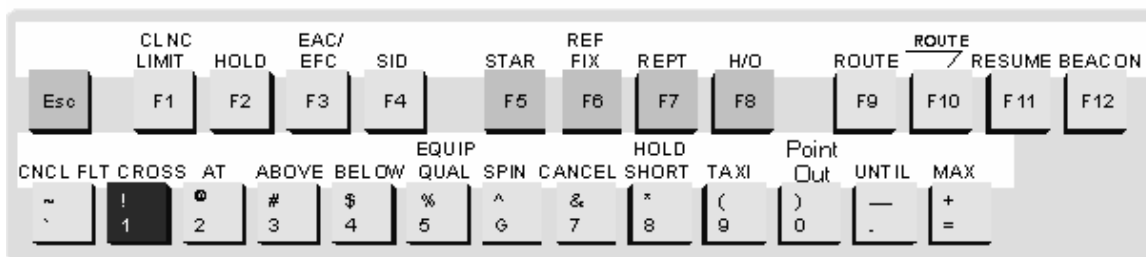 CLNC EAC/ REF ROUTE
LIMIT HOLD EFC SID STAR FIX REPT H/O ROUTE / RESUME BEACON
Esc F1 F2 F3 F4 F5 F6 F7 F8 F9 F10 F11 F12
EQUIP HOLD Point
CNCL FLT CROSS AT ABOVE BELOW QUAL SPIN CANCEL SHORT TAXI Out UNTIL MAX
~ ! @ # $ % ^ & * ( ) — +
` 1 2 3 4 5 G 7 8 9 0 . =